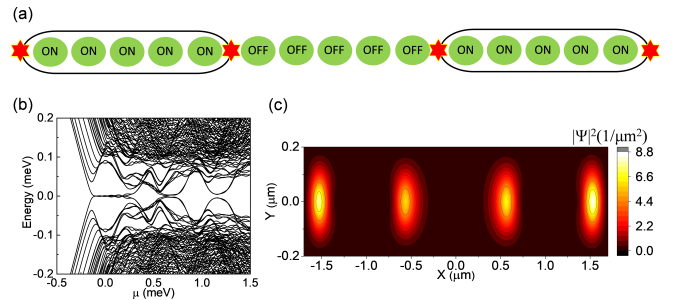 (a)
ON ON ON ON ON OFF OFF OFF OFF OFF ON ON ON ON ON
(b)
(c)
|Ψ|²(1/μm²)
0.2
0.1
0.0
-0.1
-0.2
Energy (meV)
-0.5 0.0 0.5 1.0 1.5
μ (meV)
0.2
0.0
-0.2
Y (μm)
-1.5 -1.0 -0.5 0.0 0.5 1.0 1.5
X (μm)
8.8
6.6
4.4
2.2
0.0